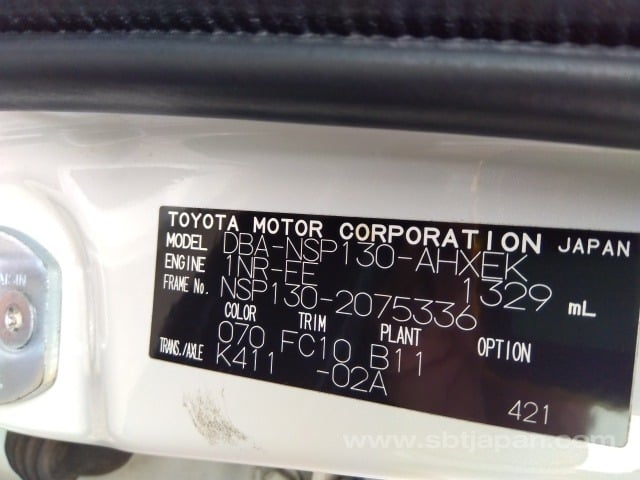 TOYOTA MOTOR CORPORATION JAPAN
MODEL DBA-NSP130-AHXEK
ENGINE 1NR-FE 1329 mL
FRAME No. NSP130-2075336
COLOR TRIM PLANT OPTION
070 FC10 B11
TRANS./AXLE K411 -02A
421
www.sbtjapan.com